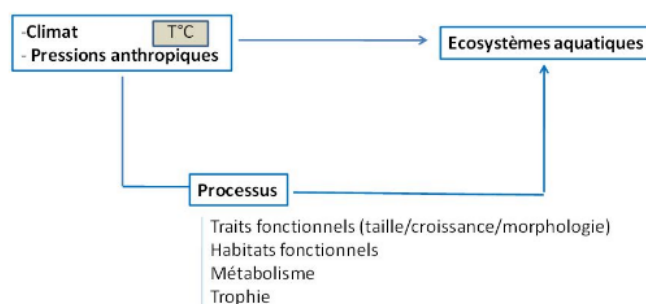 -Climat T°C
- Pressions anthropiques
Ecosystèmes aquatiques
Processus
Traits fonctionnels (taille/croissance/morphologie)
Habitats fonctionnels
Métabolisme
Trophie